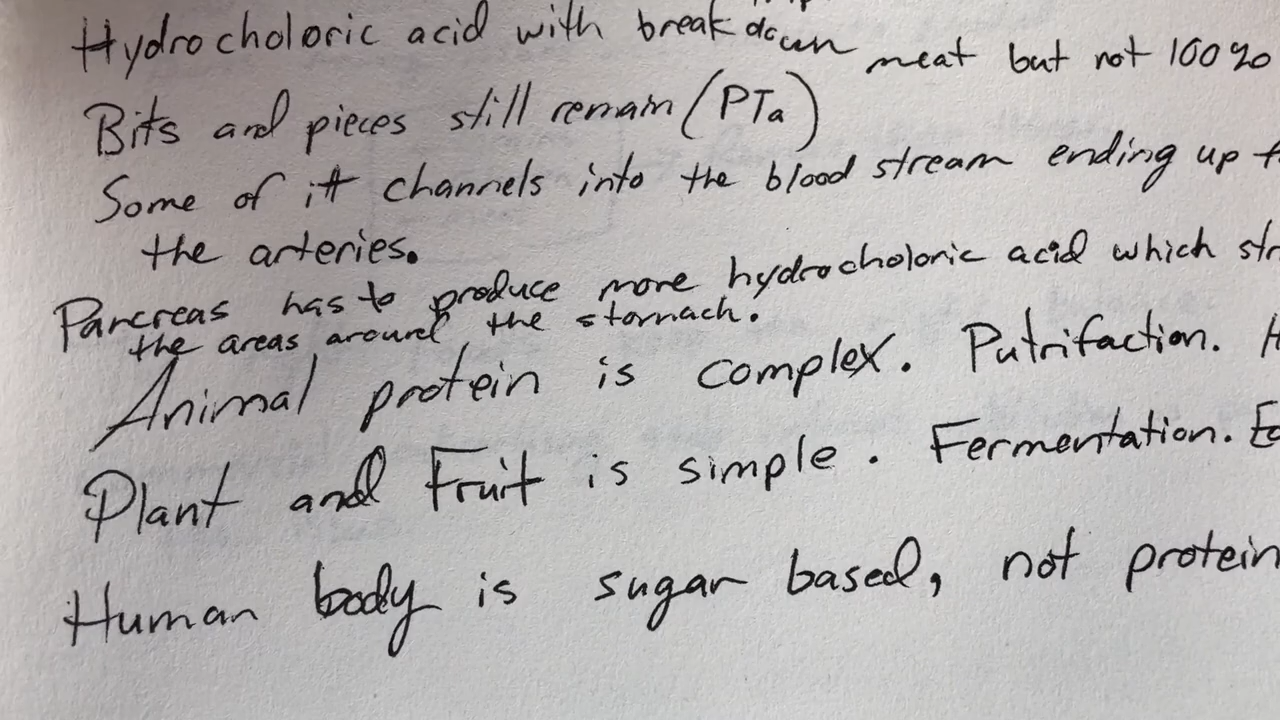 Hydrocholoric acid with break down meat but not 100%
Bits and pieces still remain (PTa)
Some of it channels into the blood stream ending up
the arteries.
Pancreas has to produce more hydrocholoric acid which
the areas around the stomach.
Animal protein is complex. Putrifaction.
Plant and Fruit is simple. Fermentation.
Human body is sugar based, not protein